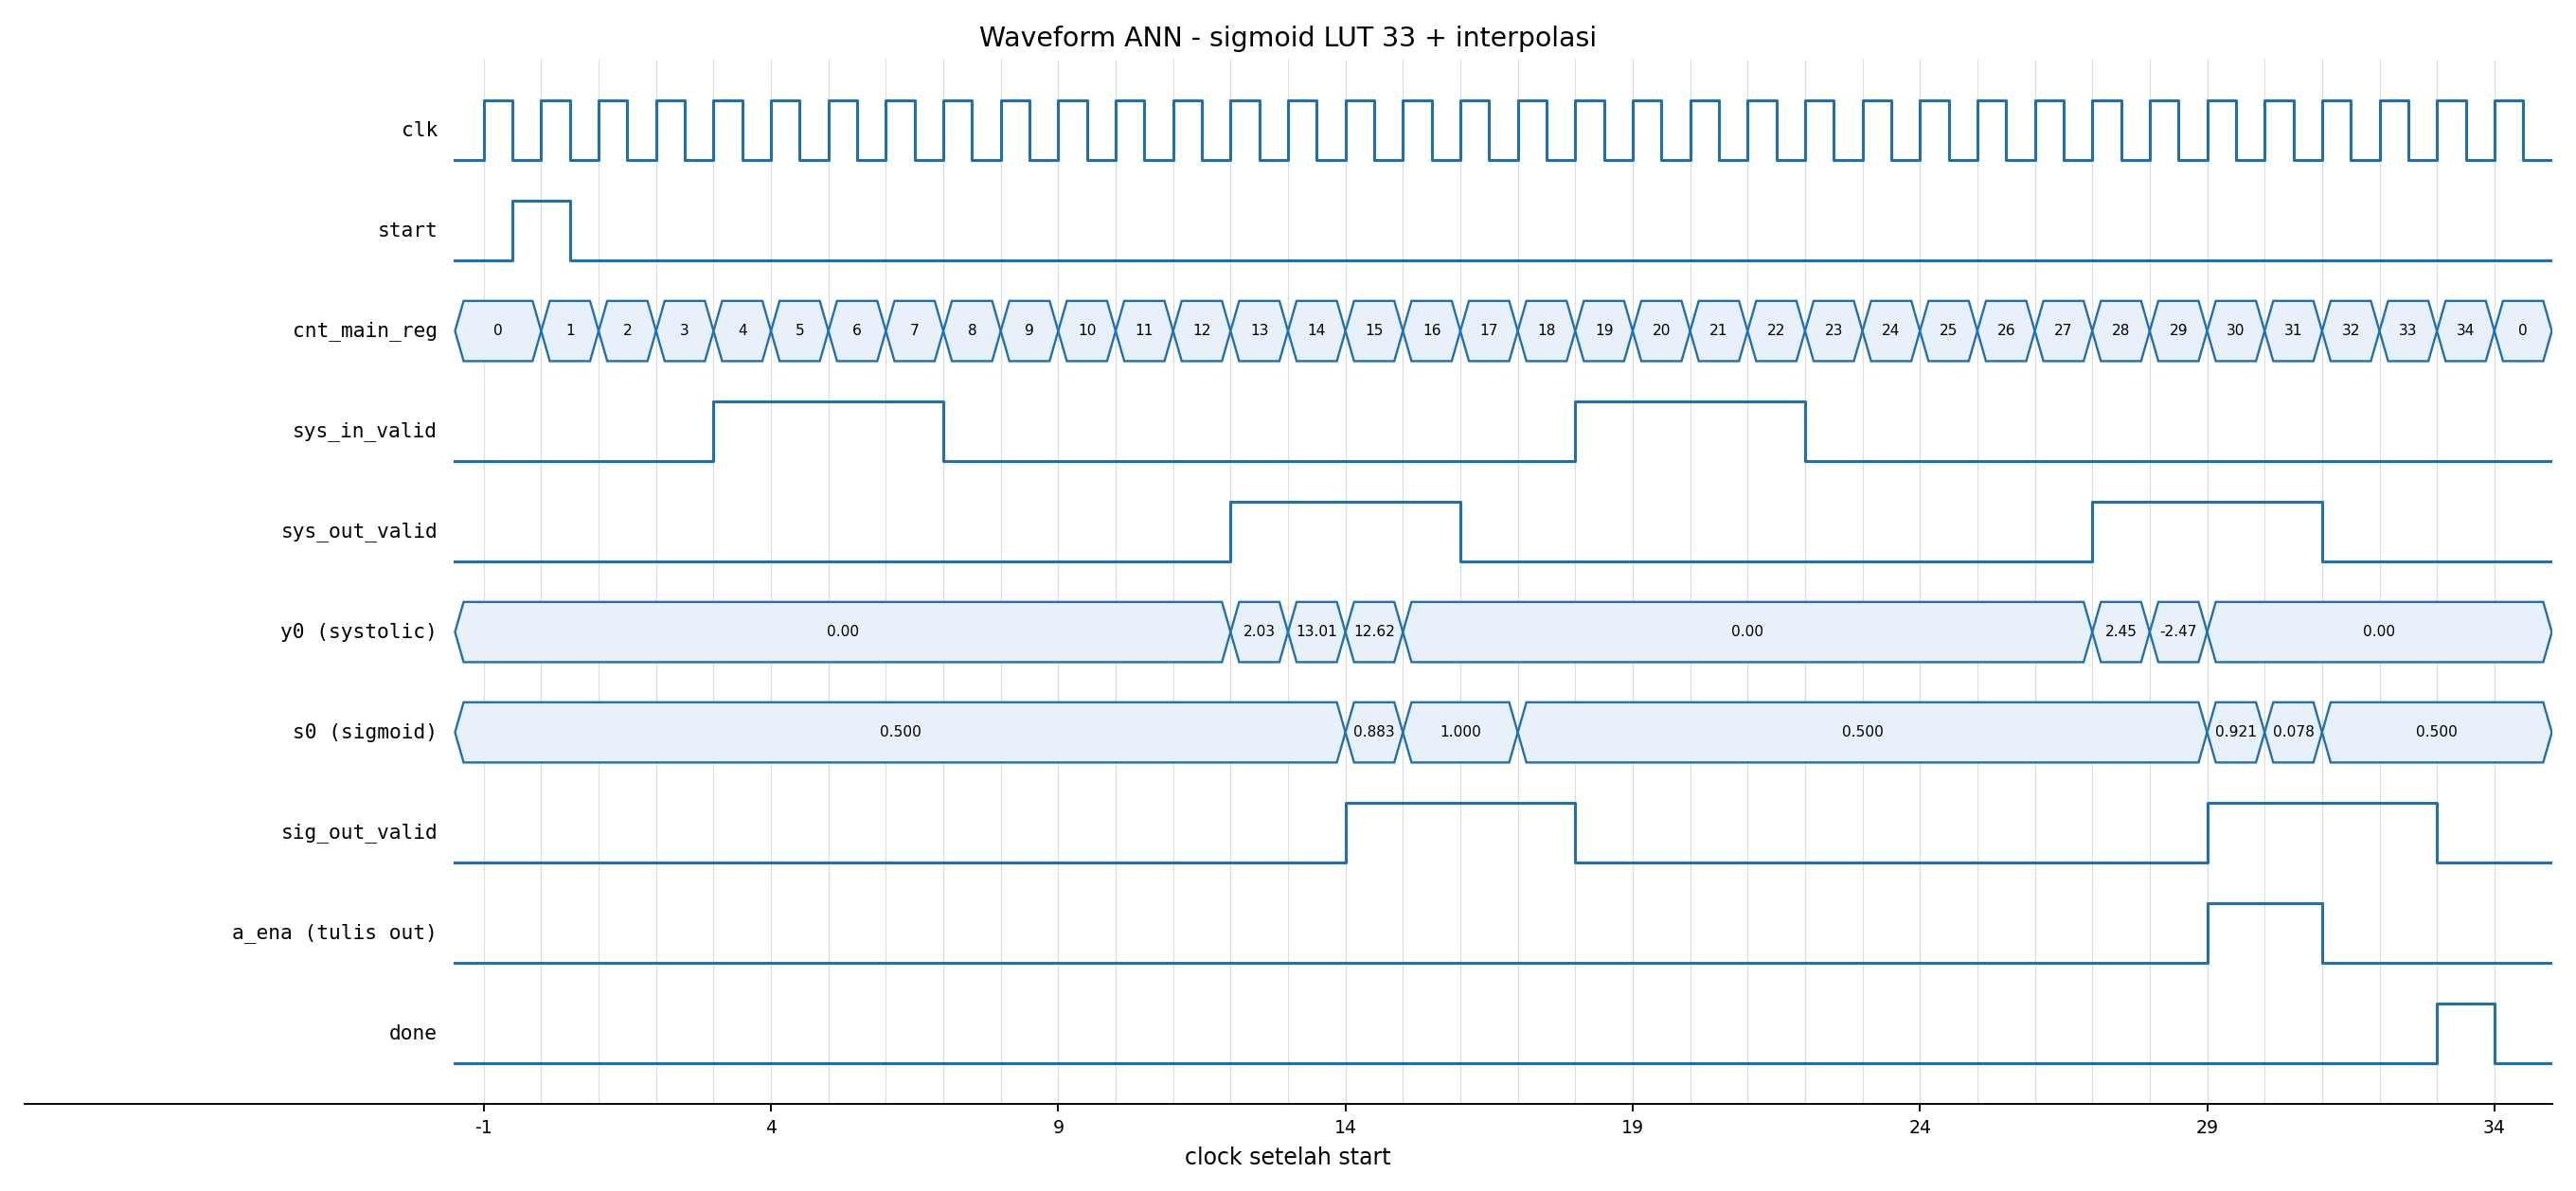 Waveform ANN - sigmoid LUT 33 + interpolasi
clk
start
cnt_main_reg 0 1 2 3 4 5 6 7 8 9 10 11 12 13 14 15 16 17 18 19 20 21 22 23 24 25 26 27 28 29 30 31 32 33 34 0
sys_in_valid
sys_out_valid
y0 (systolic) 0.00 2.03 13.01 12.62 0.00 2.45 -2.47 0.00
s0 (sigmoid) 0.500 0.883 1.000 0.500 0.921 0.078 0.500
sig_out_valid
a_ena (tulis out)
done
-1 4 9 14 19 24 29 34
clock setelah start